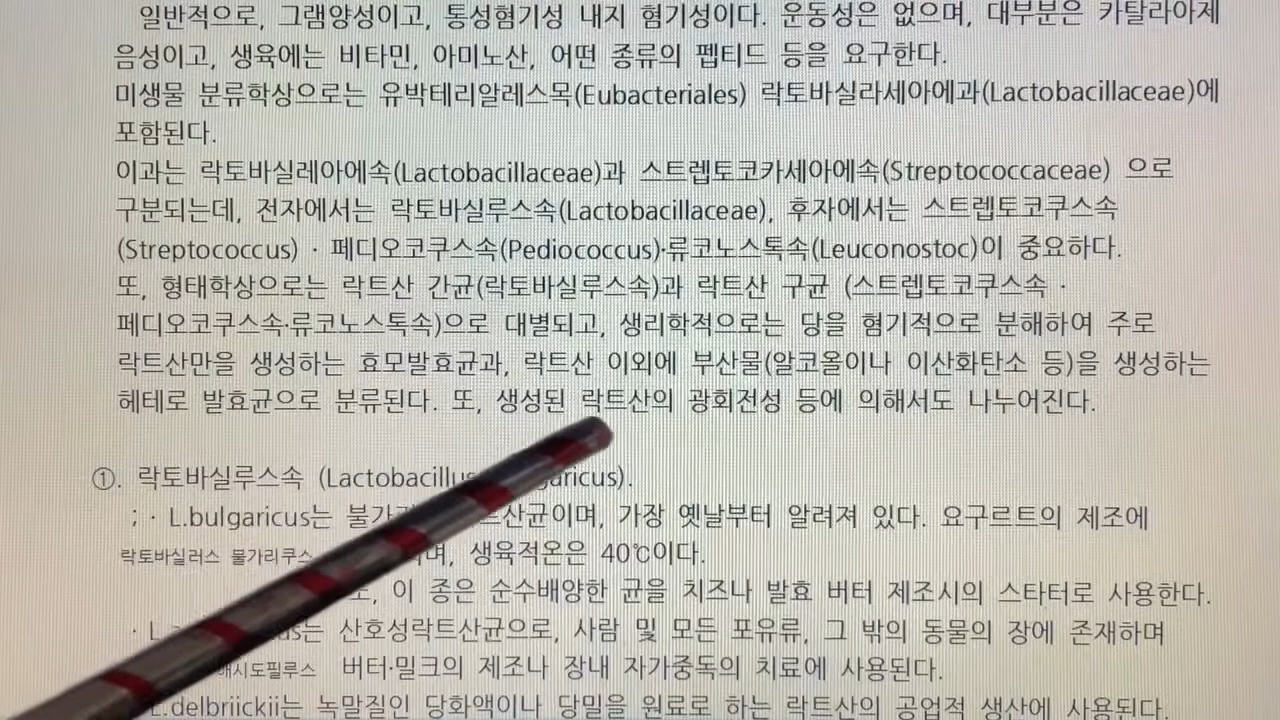 일반적으로, 그램양성이고, 통성혐기성 내지 혐기성이다. 운동성은 없으며, 대부분은 카탈라아제
음성이고, 생육에는 비타민, 아미노산, 어떤 종류의 펩티드 등을 요구한다.
미생물 분류학상으로는 유박테리알레스목(Eubacteriales) 락토바실라세아에과(Lactobacillaceae)에
포함된다.
이과는 락토바실레아에속(Lactobacillaceae)과 스트렙토코카세아에속(Streptococcaceae) 으로
구분되는데, 전자에서는 락토바실루스속(Lactobacillaceae), 후자에서는 스트렙토코쿠스속
(Streptococcus) · 페디오코쿠스속(Pediococcus)·류코노스톡속(Leuconostoc)이 중요하다.
또, 형태학상으로는 락트산 간균(락토바실루스속)과 락트산 구균 (스트렙토코쿠스속 ·
페디오코쿠스속·류코노스톡속)으로 대별되고, 생리학적으로는 당을 혐기적으로 분해하여 주로
락트산만을 생성하는 효모발효균과, 락트산 이외에 부산물(알코올이나 이산화탄소 등)을 생성하는
헤테로 발효균으로 분류된다. 또, 생성된 락트산의 광회전성 등에 의해서도 나누어진다.
①. 락토바실루스속 (Lactobacillus aricus).
; · L.bulgaricus는 불가 산균이며, 가장 옛날부터 알려져 있다. 요구르트의 제조에
락토바실러스 불가리쿠스 며, 생육적온은 40℃이다.
이 종은 순수배양한 균을 치즈나 발효 버터 제조시의 스타터로 사용한다.
· L us는 산호성락트산균으로, 사람 및 모든 포유류, 그 밖의 동물의 장에 존재하며
애시도필루스 버터·밀크의 제조나 장내 자가중독의 치료에 사용된다.
L.delbriickii는 녹말질인 당화액이나 당밀을 원료로 하는 락트산의 공업적 생산에 사용된다.